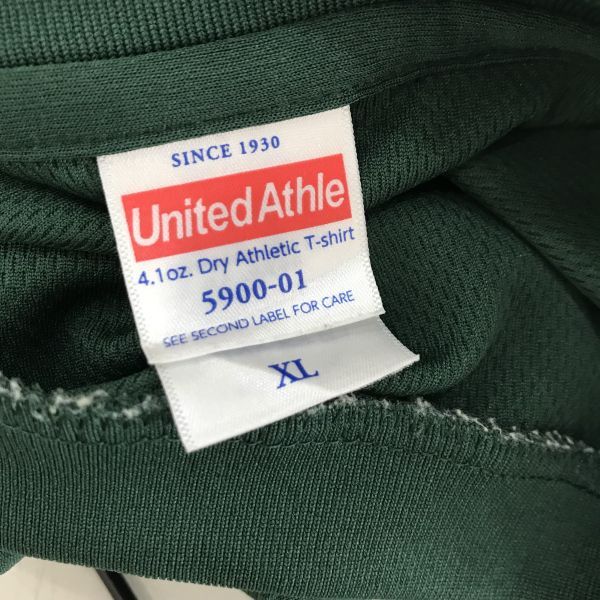 SINCE 1930
United Athle
4.1oz. Dry Athletic T-shirt
5900-01
SEE SECOND LABEL FOR CARE
XL